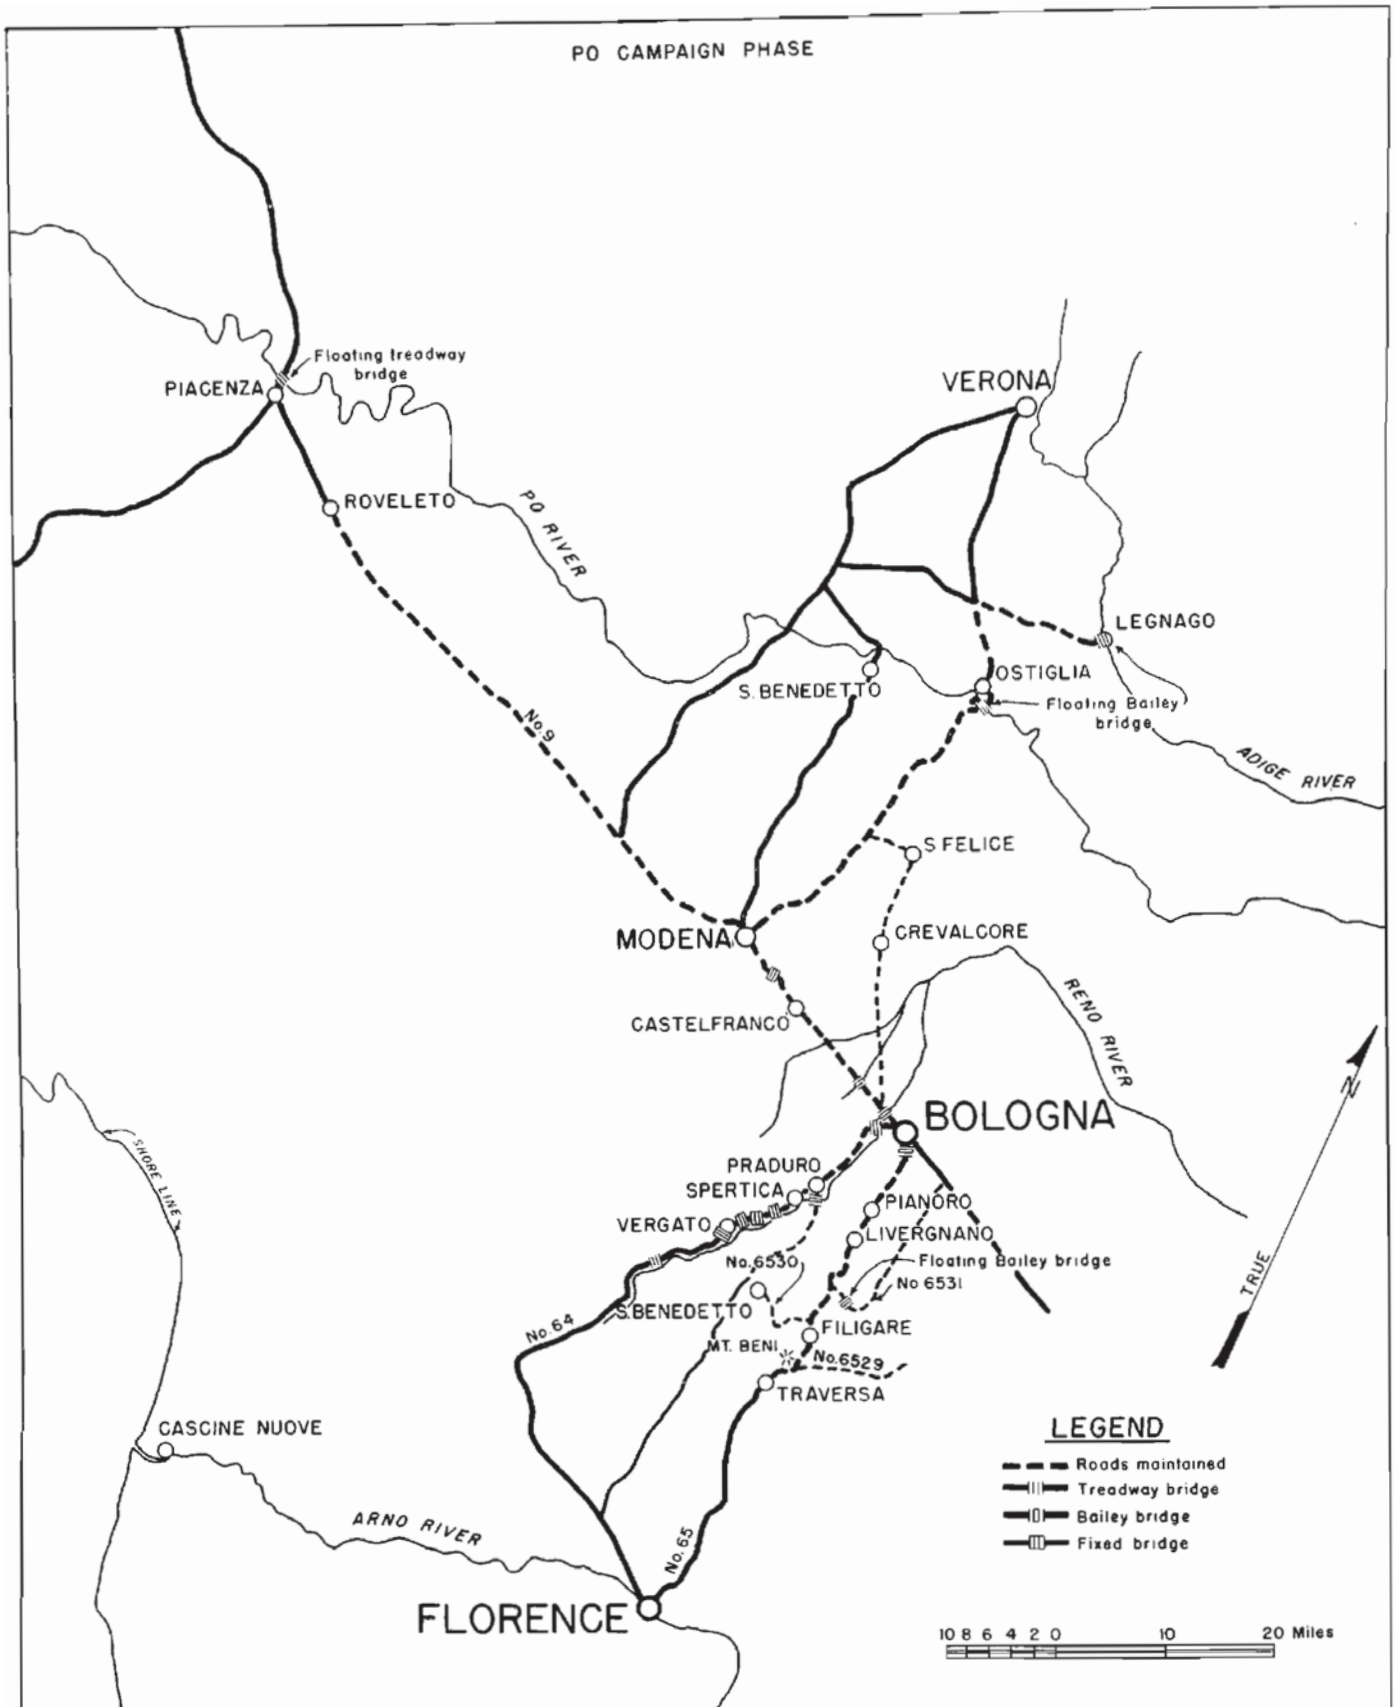 PO CAMPAIGN PHASE
Floating treadway
bridge
PIACENZA
VERONA
ROVELETO
PO RIVER
LEGNAGO
OSTIGLIA
S. BENEDETTO
Floating Bailey
bridge
No. 9
ADIGE RIVER
S FELICE
MODENA
CREVALCORE
RENO RIVER
CASTELFRANCO
N
BOLOGNA
SHORE LINE
PRADURO
SPERTICA
PIANORO
VERGATO
LIVERGNANO
TRUE
No. 6530
Floating Bailey bridge
No 6531
S. BENEDETTO
No. 64
FILIGARE
MT. BENI
No. 6529
TRAVERSA
CASCINE NUOVE
LEGEND
Roads maintained
Treadway bridge
Bailey bridge
Fixed bridge
ARNO RIVER
No. 65
FLORENCE
10 8 6 4 2 0 10 20 Miles